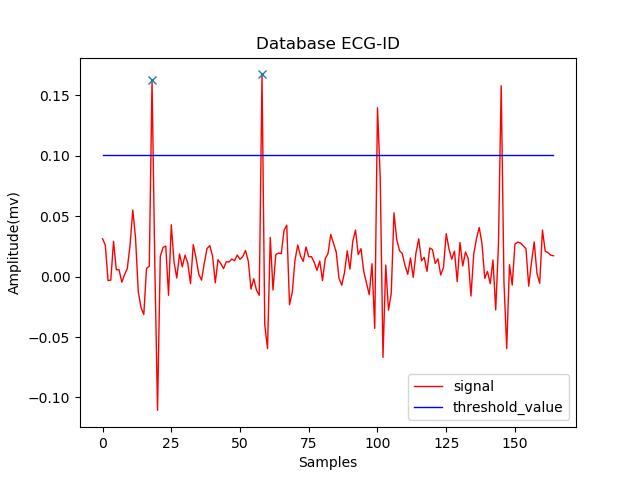 Database ECG-ID
Amplitude(mv)
0.15
0.10
0.05
0.00
−0.05
−0.10
0 25 50 75 100 125 150
Samples
signal
threshold_value